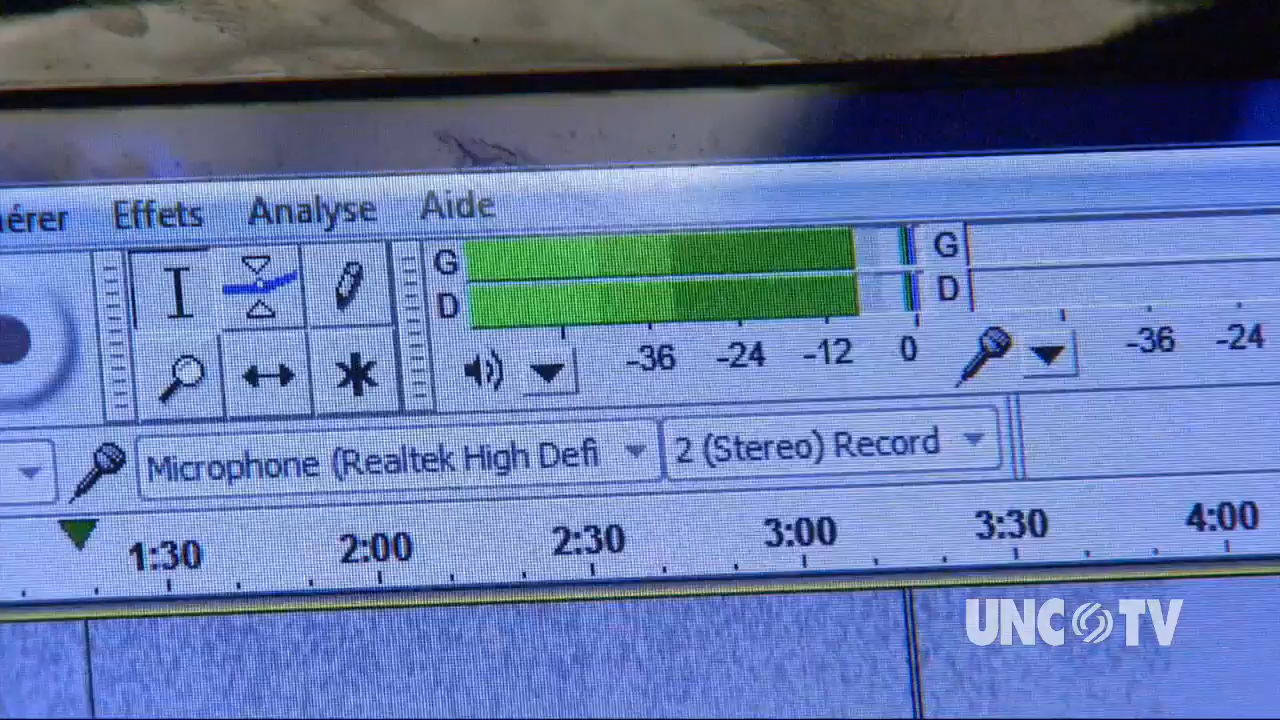 érer Effets Analyse Aide
G G
D D
-36 -24 -12 0 -36 -24
Microphone (Realtek High Defi 2 (Stereo) Record
1:30 2:00 2:30 3:00 3:30 4:00
UNC TV